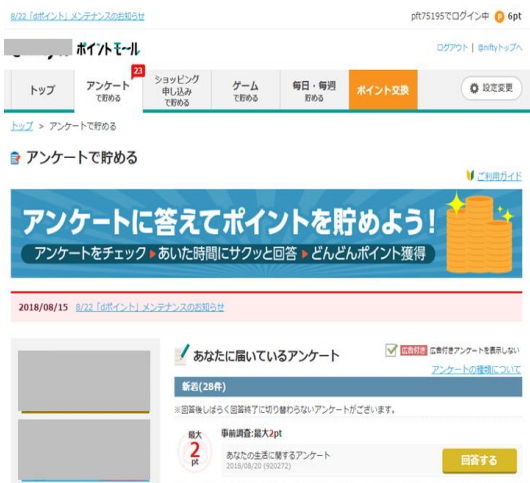 8/22「dポイント」メンテナンスのお知らせ
pft75195でログイン中 P 6pt
ポイントモール
ログアウト | @niftyトップへ
トップ
アンケート
で貯める
23
ショッピング
申し込み
で貯める
ゲーム
で貯める
毎日・毎週
貯める
ポイント交換
設定変更
トップ > アンケートで貯める
アンケートで貯める
ご利用ガイド
アンケートに答えてポイントを貯めよう!
アンケートをチェック▶あいた時間にサクッと回答▶どんどんポイント獲得
2018/08/15 8/22「dポイント」メンテナンスのお知らせ
あなたに届いているアンケート
広告付き 広告付きアンケートを表示しない
アンケートの種類について
新着(28件)
※回答後しばらく回答終了に切り替わらないアンケートがございます。
最大
2
pt
事前調査:最大2pt
あなたの生活に関するアンケート
2018/08/20 (920272)
回答する